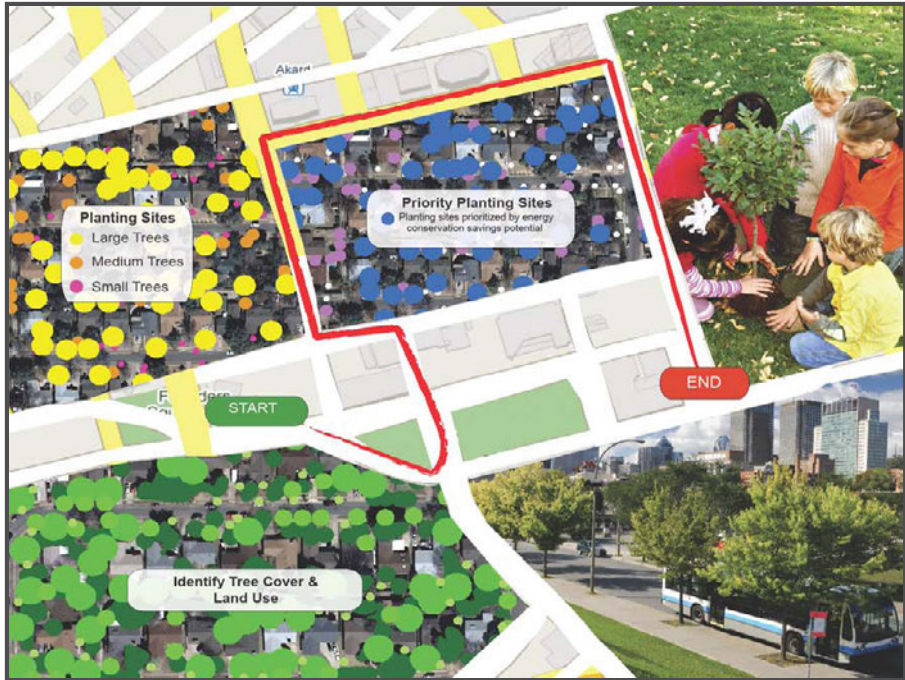 Akard
Planting Sites
Large Trees
Medium Trees
Small Trees
Priority Planting Sites
Planting sites prioritized by energy
conservation savings potential
START
END
Identify Tree Cover &
Land Use